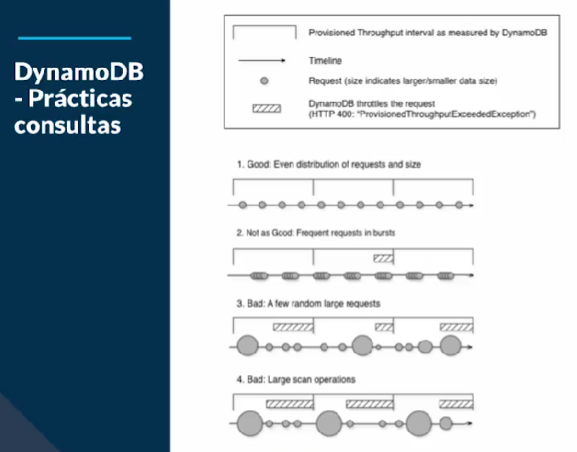 DynamoDB
- Prácticas
consultas
Provisioned Throughput interval as measured by DynamoDB
Timeline
Request (size indicates larger/smaller data size)
DynamoDB throttles the request
(HTTP 400: "ProvisionedThroughputExceededException")
1. Good: Even distribution of requests and size
2. Not as Good: Frequent requests in bursts
3. Bad: A few random large requests
4. Bad: Large scan operations